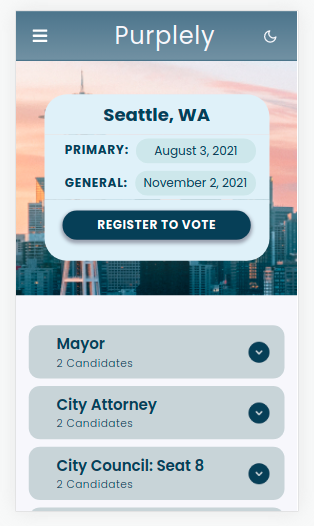 Purplely
Seattle, WA
PRIMARY: August 3, 2021
GENERAL: November 2, 2021
REGISTER TO VOTE
Mayor
2 Candidates
City Attorney
2 Candidates
City Council: Seat 8
2 Candidates